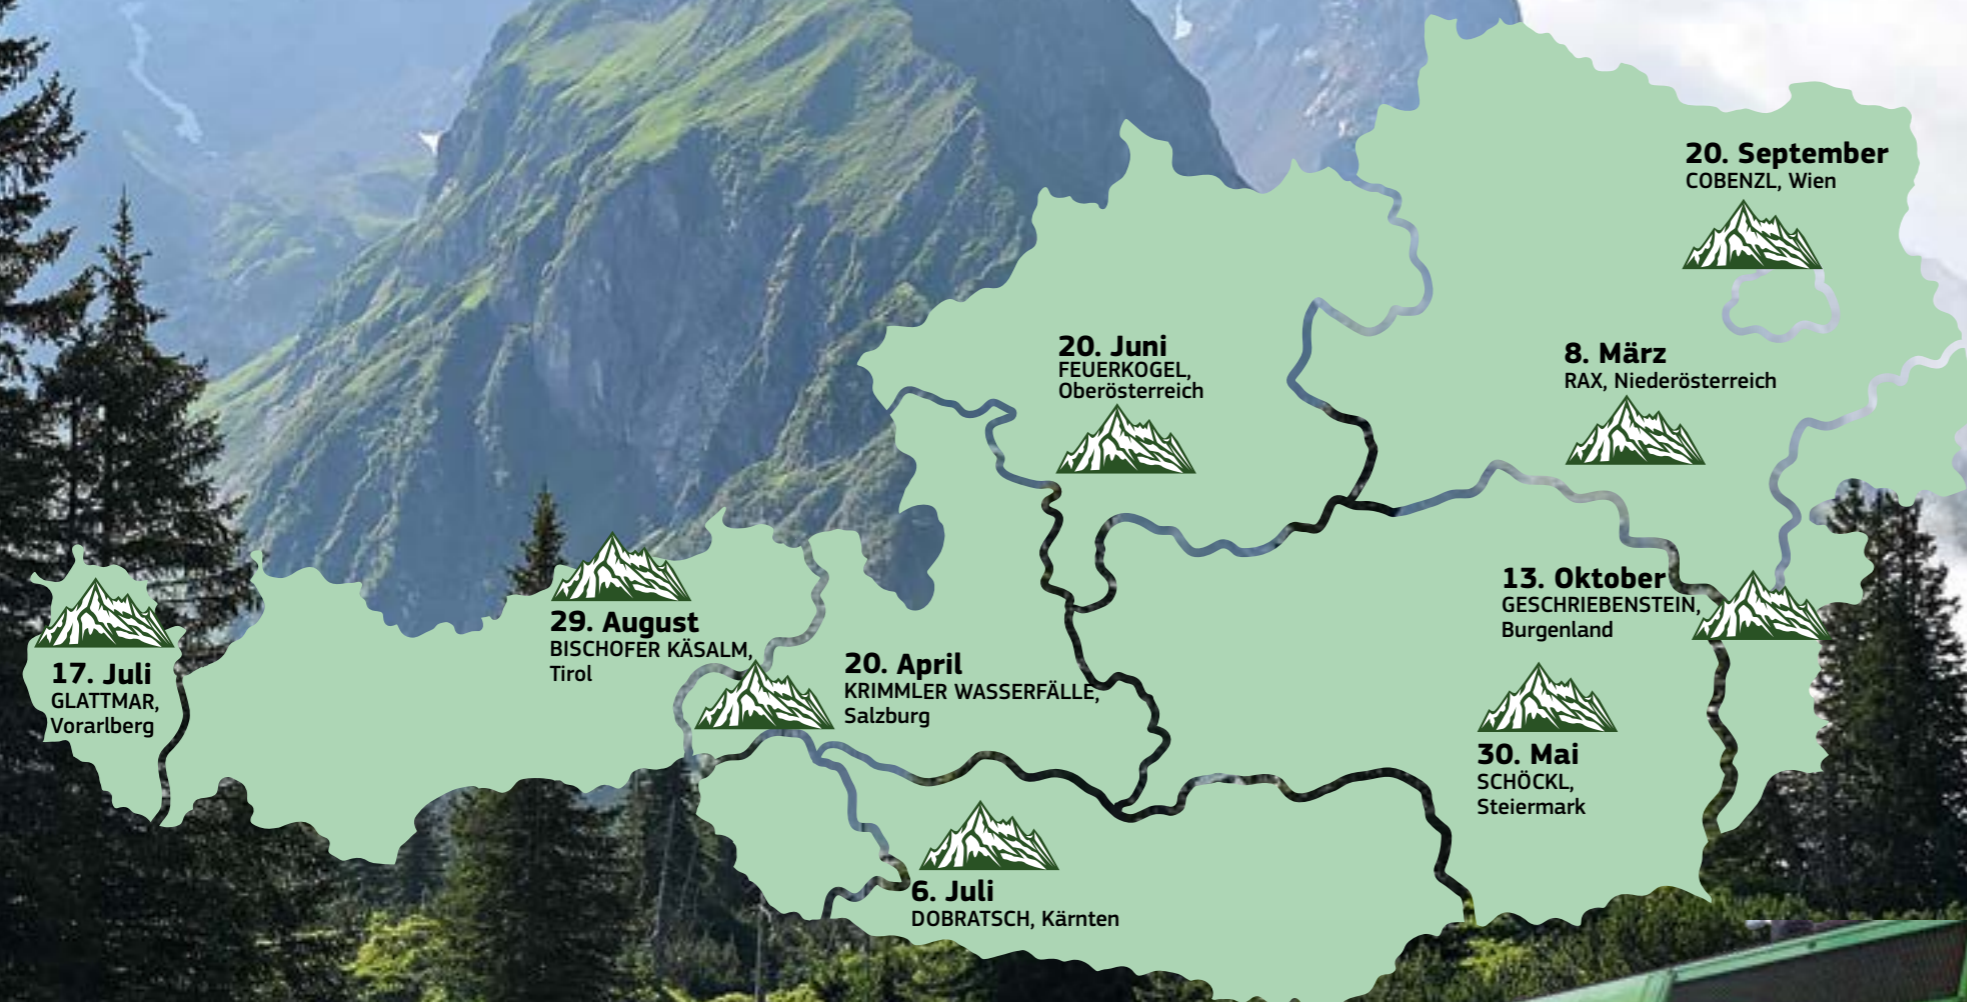 20. September
COBENZL, Wien
20. Juni
FEUERKOGEL,
Oberösterreich
8. März
RAX, Niederösterreich
29. August
BISCHOFER KÄSALM,
Tirol
13. Oktober
GESCHRIEBENSTEIN,
Burgenland
17. Juli
GLATTMAR,
Vorarlberg
20. April
KRIMMLER WASSERFÄLLE,
Salzburg
30. Mai
SCHÖCKL,
Steiermark
6. Juli
DOBRATSCH, Kärnten